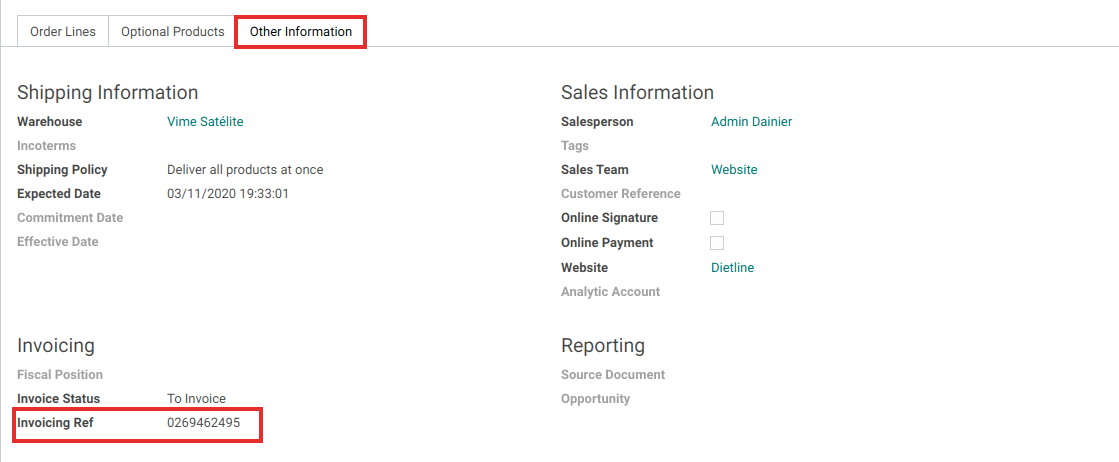 Order Lines Optional Products Other Information
Shipping Information
Warehouse Vime Satélite
Incoterms
Shipping Policy Deliver all products at once
Expected Date 03/11/2020 19:33:01
Commitment Date
Effective Date
Sales Information
Salesperson Admin Dainier
Tags
Sales Team Website
Customer Reference
Online Signature
Online Payment
Website Dietline
Analytic Account
Invoicing
Fiscal Position
Invoice Status To Invoice
Invoicing Ref 0269462495
Reporting
Source Document
Opportunity